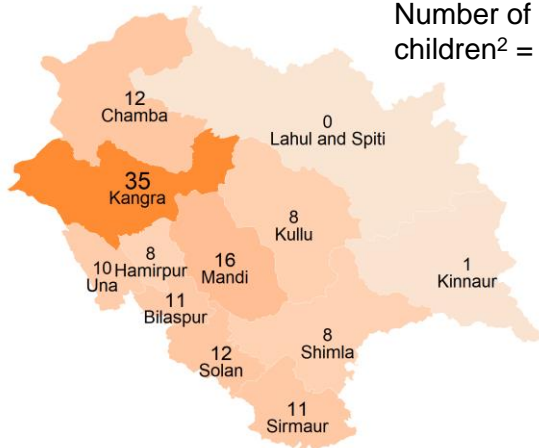 Number of
children² =
12
Chamba
0
Lahul and Spiti
35
Kangra
8
Kullu
16
Mandi
8
Hamirpur
10
Una
1
Kinnaur
11
Bilaspur
8
Shimla
12
Solan
11
Sirmaur